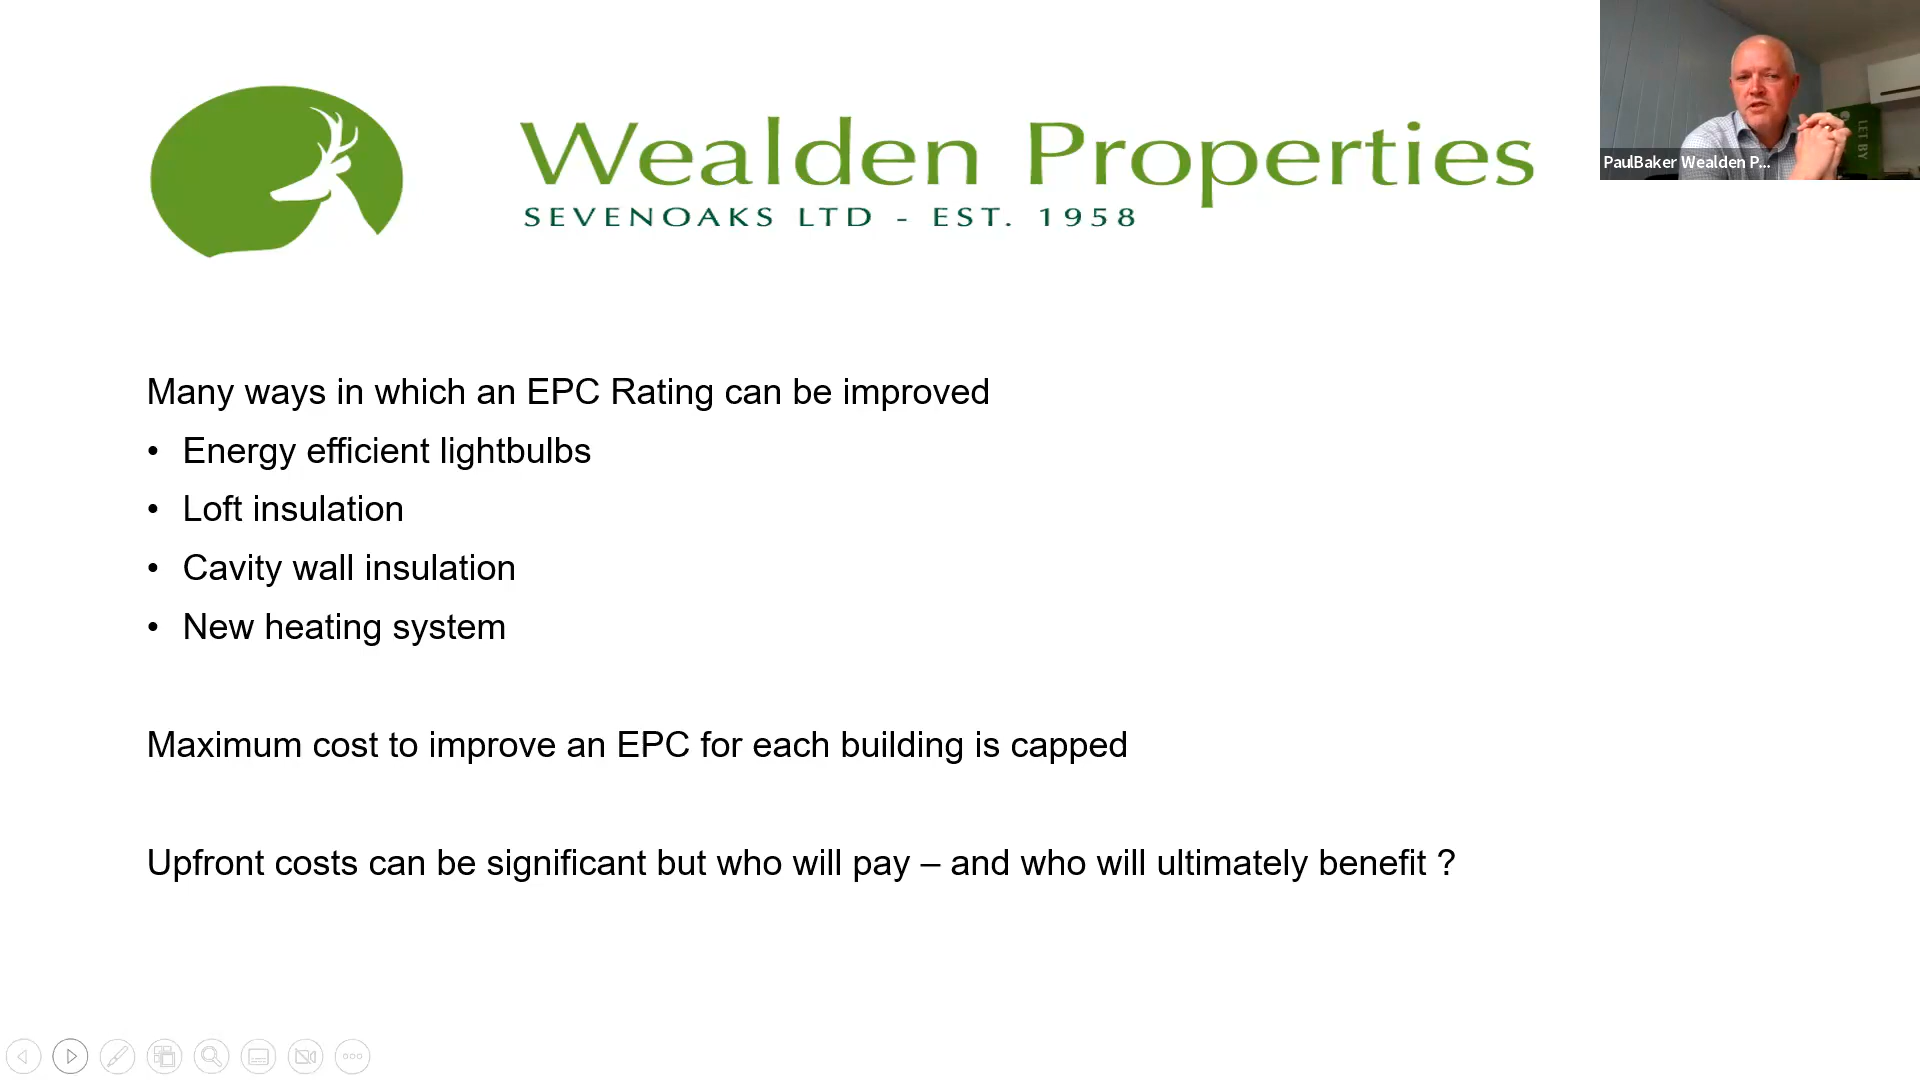 Wealden Properties
SEVENOAKS LTD - EST. 1958
PaulBaker Wealden P...
LET BY
Many ways in which an EPC Rating can be improved
• Energy efficient lightbulbs
• Loft insulation
• Cavity wall insulation
• New heating system
Maximum cost to improve an EPC for each building is capped
Upfront costs can be significant but who will pay – and who will ultimately benefit ?